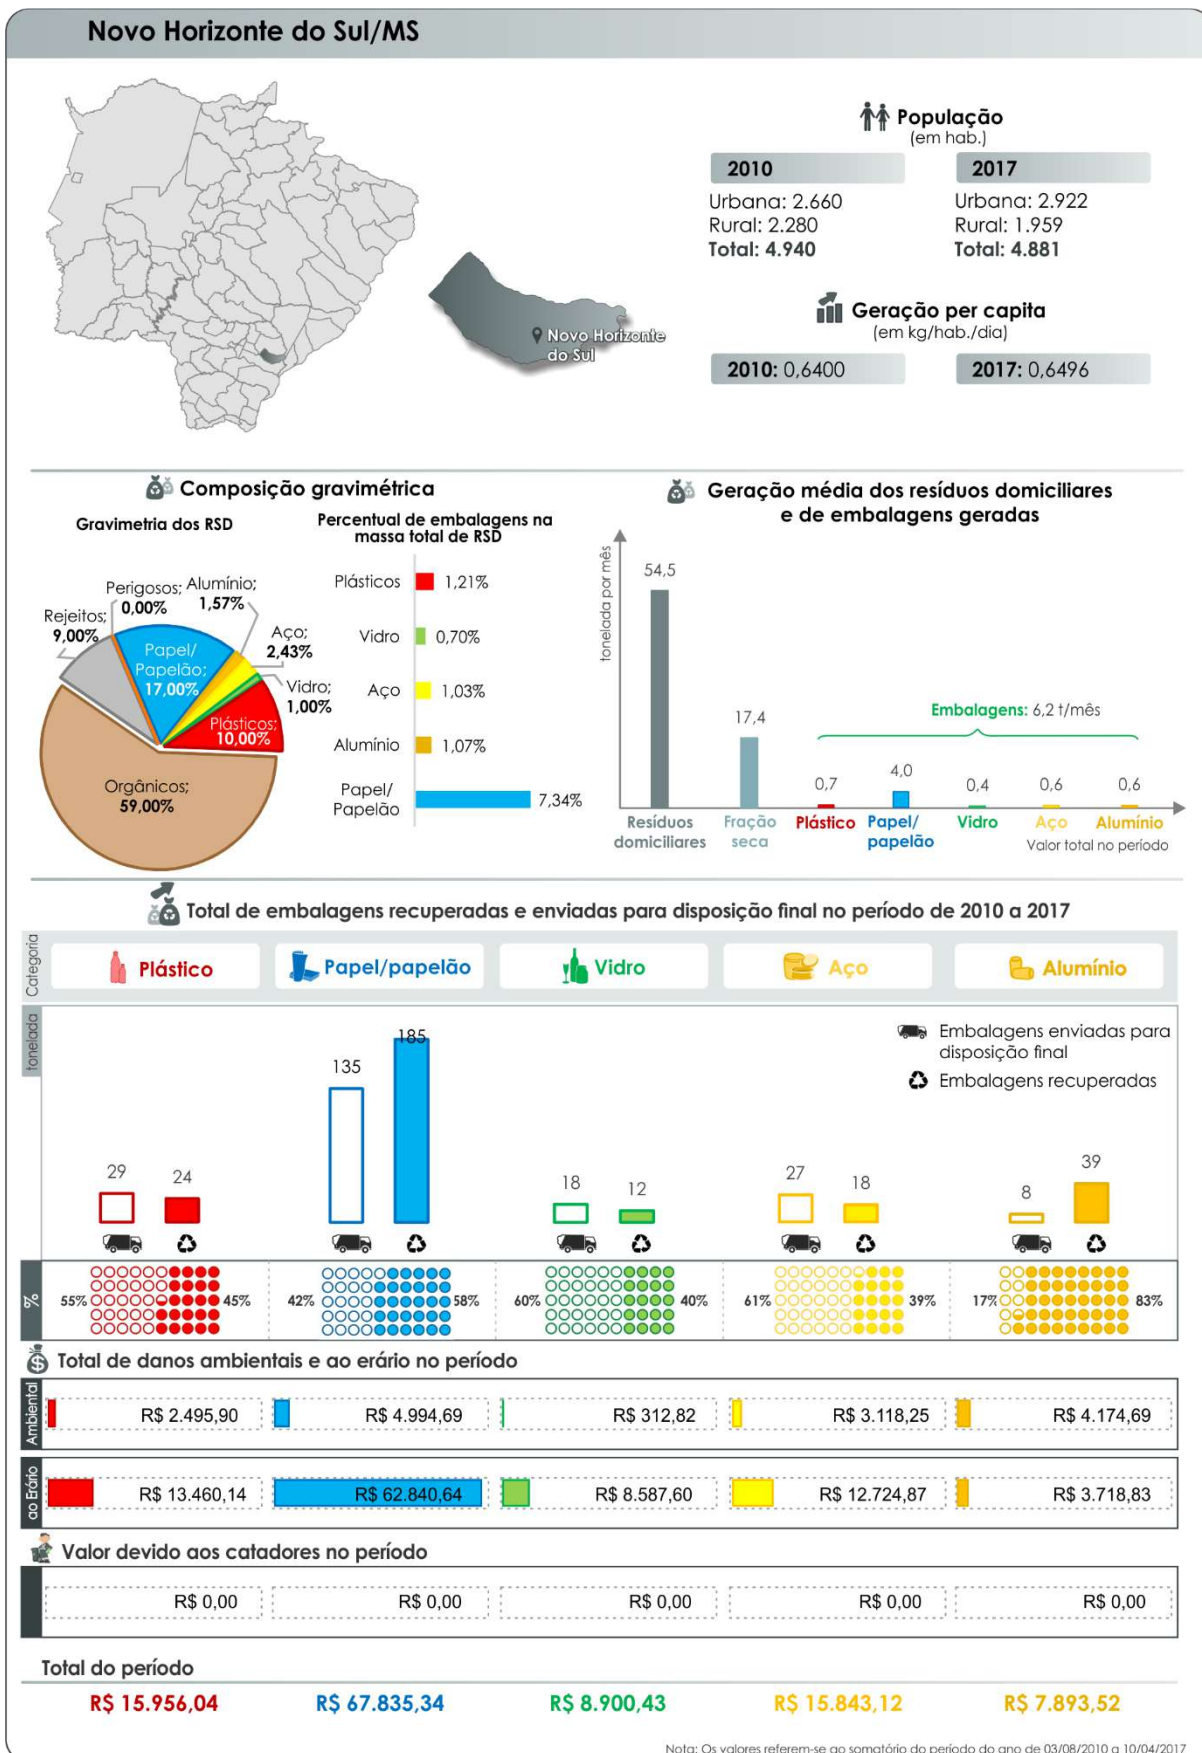 Novo Horizonte do Sul/MS
População
(em hab.)
2010
2017
Urbana: 2.660
Rural: 2.280
Total: 4.940
Urbana: 2.922
Rural: 1.959
Total: 4.881
Novo Horizonte
do Sul
Geração per capita
(em kg/hab./dia)
2010: 0,6400
2017: 0,6496
Composição gravimétrica
Gravimetria dos RSD
Perigosos;
0,00%
Alumínio;
1,57%
Rejeitos;
9,00%
Papel/
Papelão;
17,00%
Aço;
2,43%
Vidro;
1,00%
Plásticos;
10,00%
Orgânicos;
59,00%
Percentual de embalagens na
massa total de RSD
Plásticos 1,21%
Vidro 0,70%
Aço 1,03%
Alumínio 1,07%
Papel/
Papelão
7,34%
Geração média dos resíduos domiciliares
e de embalagens geradas
tonelada por mês
54,5
17,4
Embalagens: 6,2 t/mês
0,7
4,0
0,4
0,6
0,6
Resíduos
domiciliares
Fração
seca
Plástico
Papel/
papelão
Vidro
Aço
Alumínio
Valor total no período
Total de embalagens recuperadas e enviadas para disposição final no período de 2010 a 2017
Categoria
Plástico
Papel/papelão
Vidro
Aço
Alumínio
tonelada
Embalagens enviadas para
disposição final
Embalagens recuperadas
29
24
135
185
18
12
27
18
8
39
%
55%
45%
42%
58%
60%
40%
61%
39%
17%
83%
Total de danos ambientais e ao erário no período
Ambiental
R$ 2.495,90
R$ 4.994,69
R$ 312,82
R$ 3.118,25
R$ 4.174,69
ao Erário
R$ 13.460,14
R$ 62.840,64
R$ 8.587,60
R$ 12.724,87
R$ 3.718,83
Valor devido aos catadores no período
R$ 0,00
R$ 0,00
R$ 0,00
R$ 0,00
R$ 0,00
Total do período
R$ 15.956,04
R$ 67.835,34
R$ 8.900,43
R$ 15.843,12
R$ 7.893,52
Nota: Os valores referem-se ao somatório do período do ano de 03/08/2010 a 10/04/2017